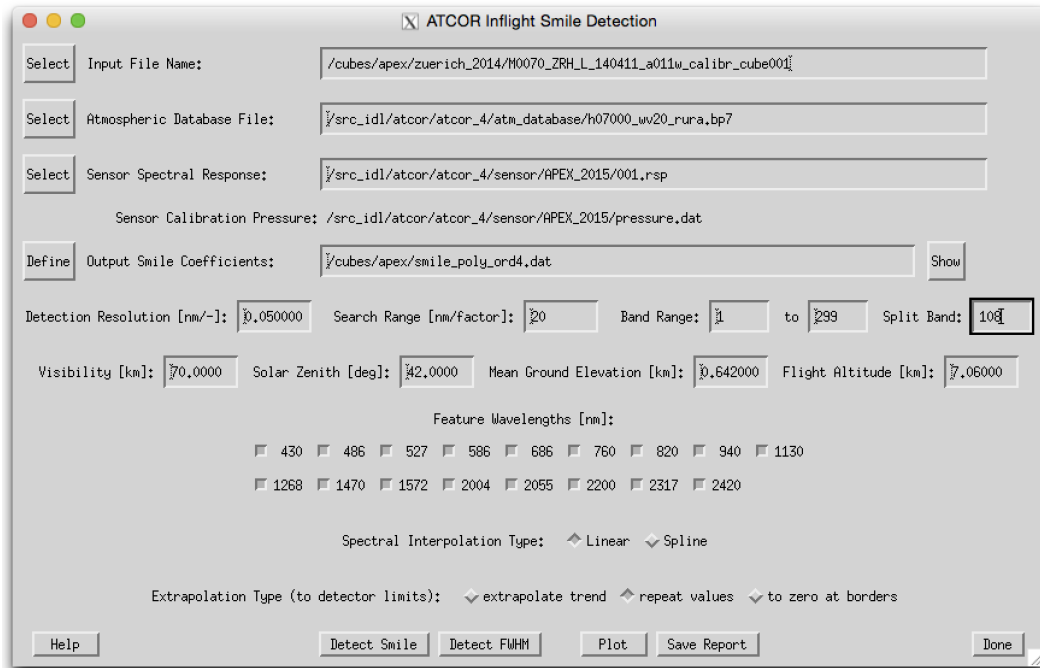 ATCOR Inflight Smile Detection
Select Input File Name: /cubes/apex/zuerich_2014/M0070_ZRH_L_140411_a011w_calibr_cube001
Select Atmospheric Database File: /src_idl/atcor/atcor_4/atm_database/h07000_wv20_rura.bp7
Select Sensor Spectral Response: /src_idl/atcor/atcor_4/sensor/APEX_2015/001.rsp
Sensor Calibration Pressure: /src_idl/atcor/atcor_4/sensor/APEX_2015/pressure.dat
Define Output Smile Coefficients: /cubes/apex/smile_poly_ord4.dat Show
Detection Resolution [nm/-]: 0.050000 Search Range [nm/factor]: 20 Band Range: 1 to 299 Split Band: 108
Visibility [km]: 70.0000 Solar Zenith [deg]: 42.0000 Mean Ground Elevation [km]: 0.642000 Flight Altitude [km]: 7.06000
Feature Wavelengths [nm]:
430 486 527 586 686 760 820 940 1130
1268 1470 1572 2004 2055 2200 2317 2420
Spectral Interpolation Type: Linear Spline
Extrapolation Type (to detector limits): extrapolate trend repeat values to zero at borders
Help Detect Smile Detect FWHM Plot Save Report Done